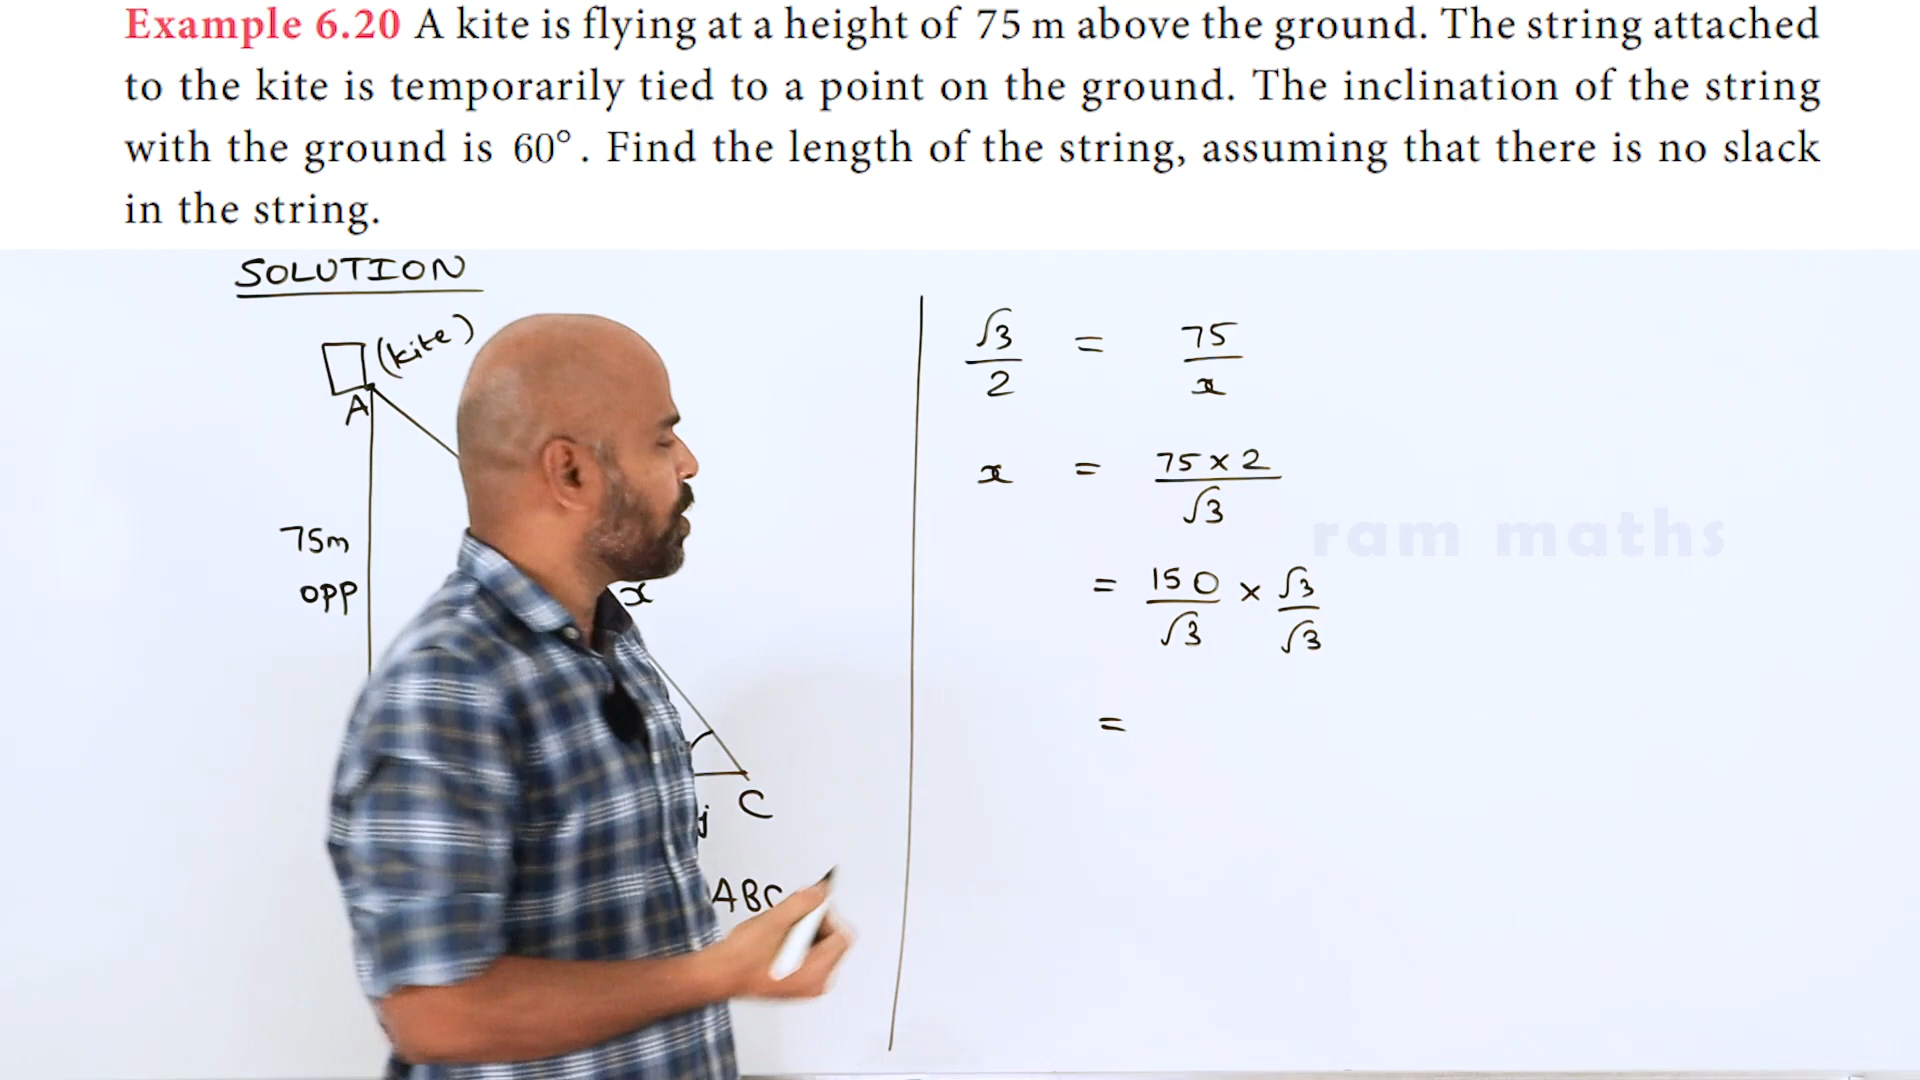 Example 6.20 A kite is flying at a height of 75 m above the ground. The string attached
to the kite is temporarily tied to a point on the ground. The inclination of the string
with the ground is 60°. Find the length of the string, assuming that there is no slack
in the string.
SOLUTION
(kite)
A
75m
opp
x
C
j
ABC
√3/2 = 75/x
x = 75 × 2/√3
= 150/√3 × √3/√3
=
ram maths